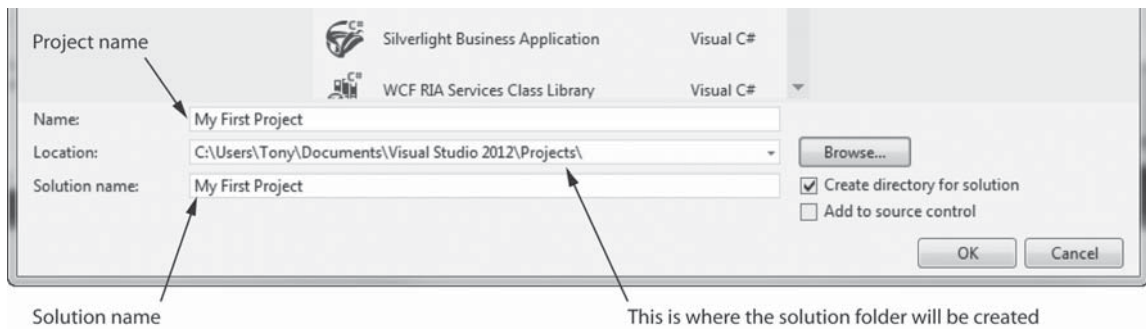 Project name
C#
Silverlight Business Application Visual C#
C#
WCF RIA Services Class Library Visual C#
Name: My First Project
Location: C:\Users\Tony\Documents\Visual Studio 2012\Projects\ Browse...
Solution name: My First Project Create directory for solution
Add to source control
OK Cancel
Solution name This is where the solution folder will be created